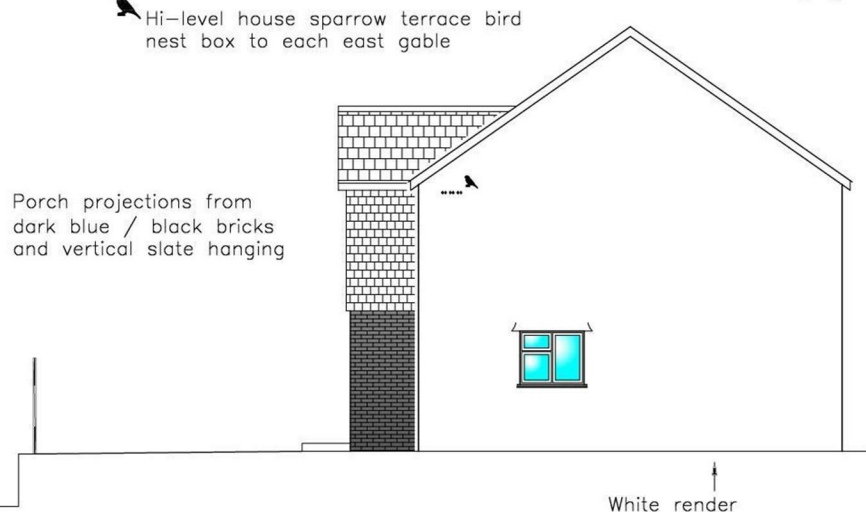 Hi-level house sparrow terrace bird
nest box to each east gable
Porch projections from
dark blue / black bricks
and vertical slate hanging
White render